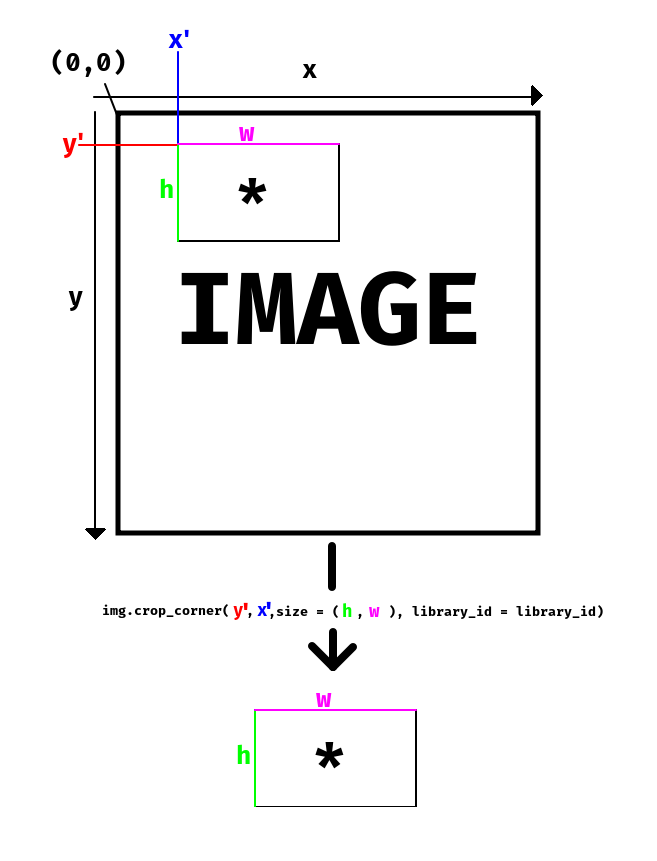 x'
(0,0)
x
w
y'
h
*
y
IMAGE
img.crop_corner(y',x',size = (h,w), library_id = library_id)
w
h
*